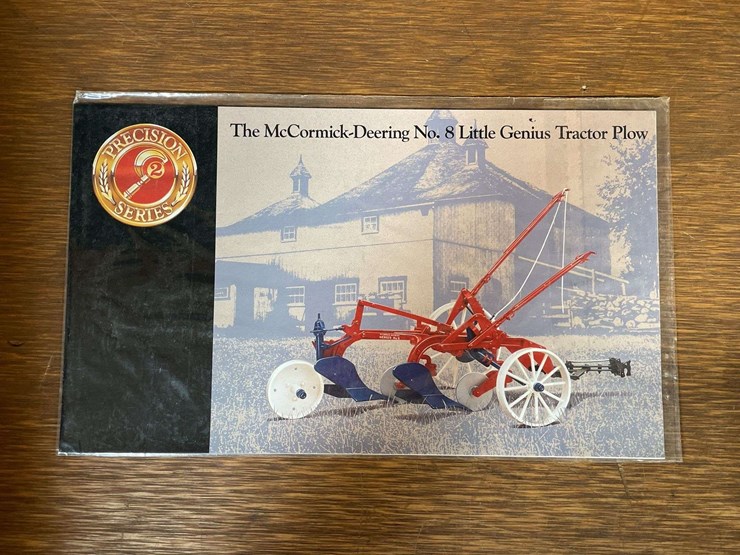 PRECISION
2
SERIES
The McCormick-Deering No. 8 Little Genius Tractor Plow